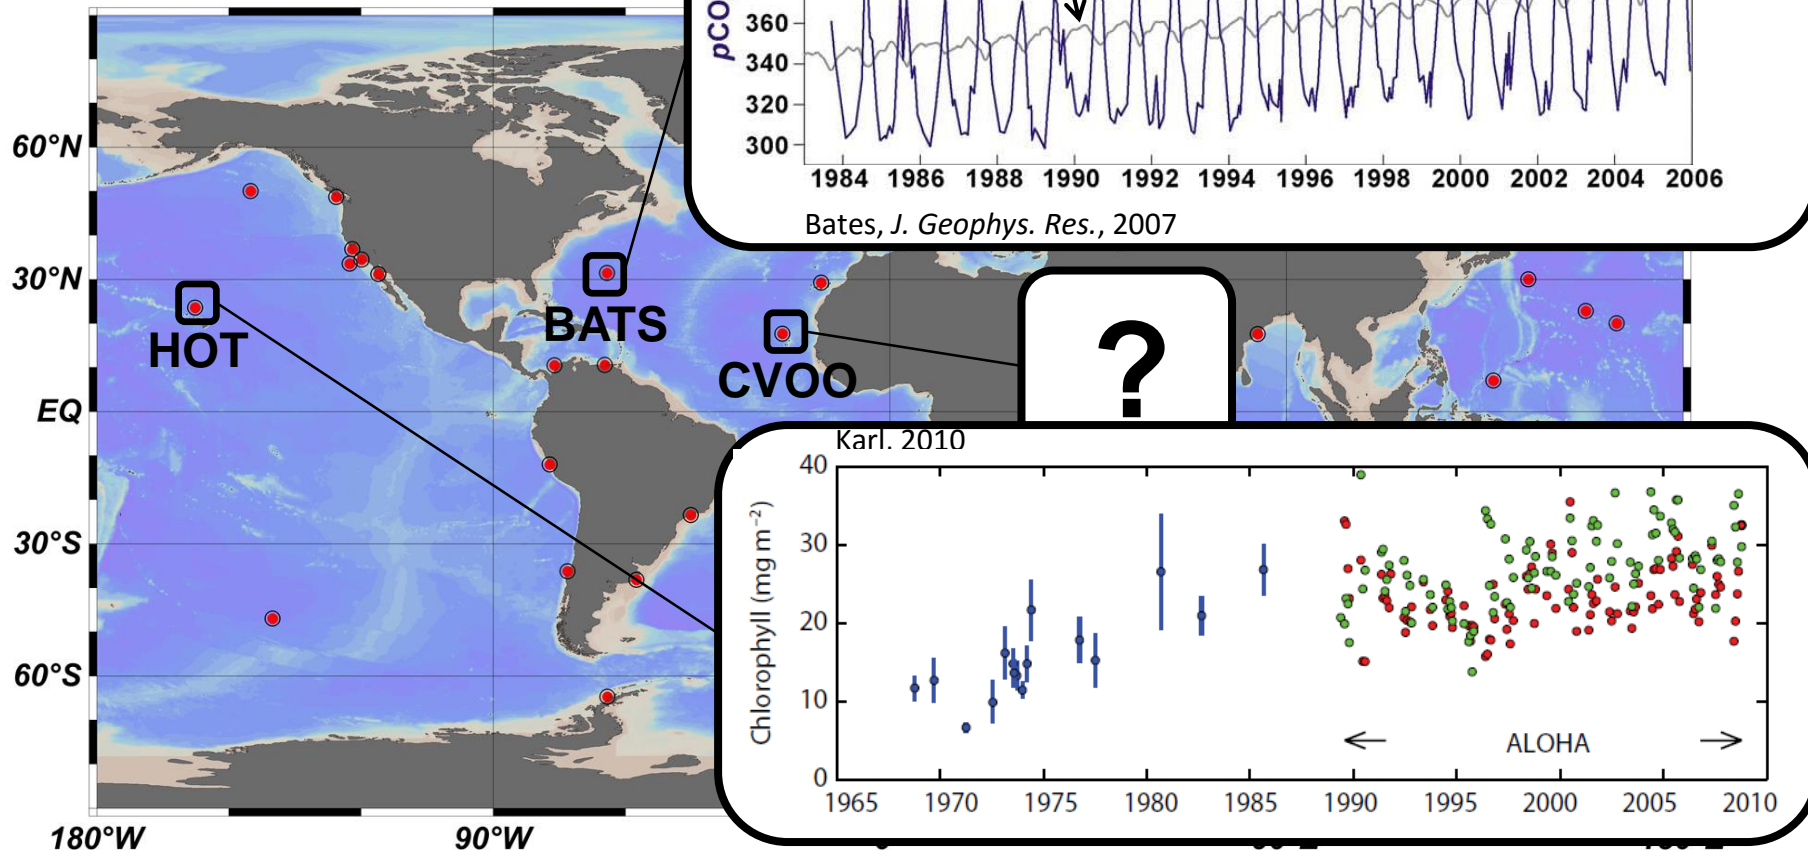 pCO
360
340
320
300
1984 1986 1988 1990 1992 1994 1996 1998 2000 2002 2004 2006
Bates, J. Geophys. Res., 2007
60°N
30°N
EQ
30°S
60°S
180°W
90°W
HOT
BATS
CVOO
?
Karl. 2010
Chlorophyll (mg m⁻²)
40
30
20
10
0
ALOHA
1965 1970 1975 1980 1985 1990 1995 2000 2005 2010